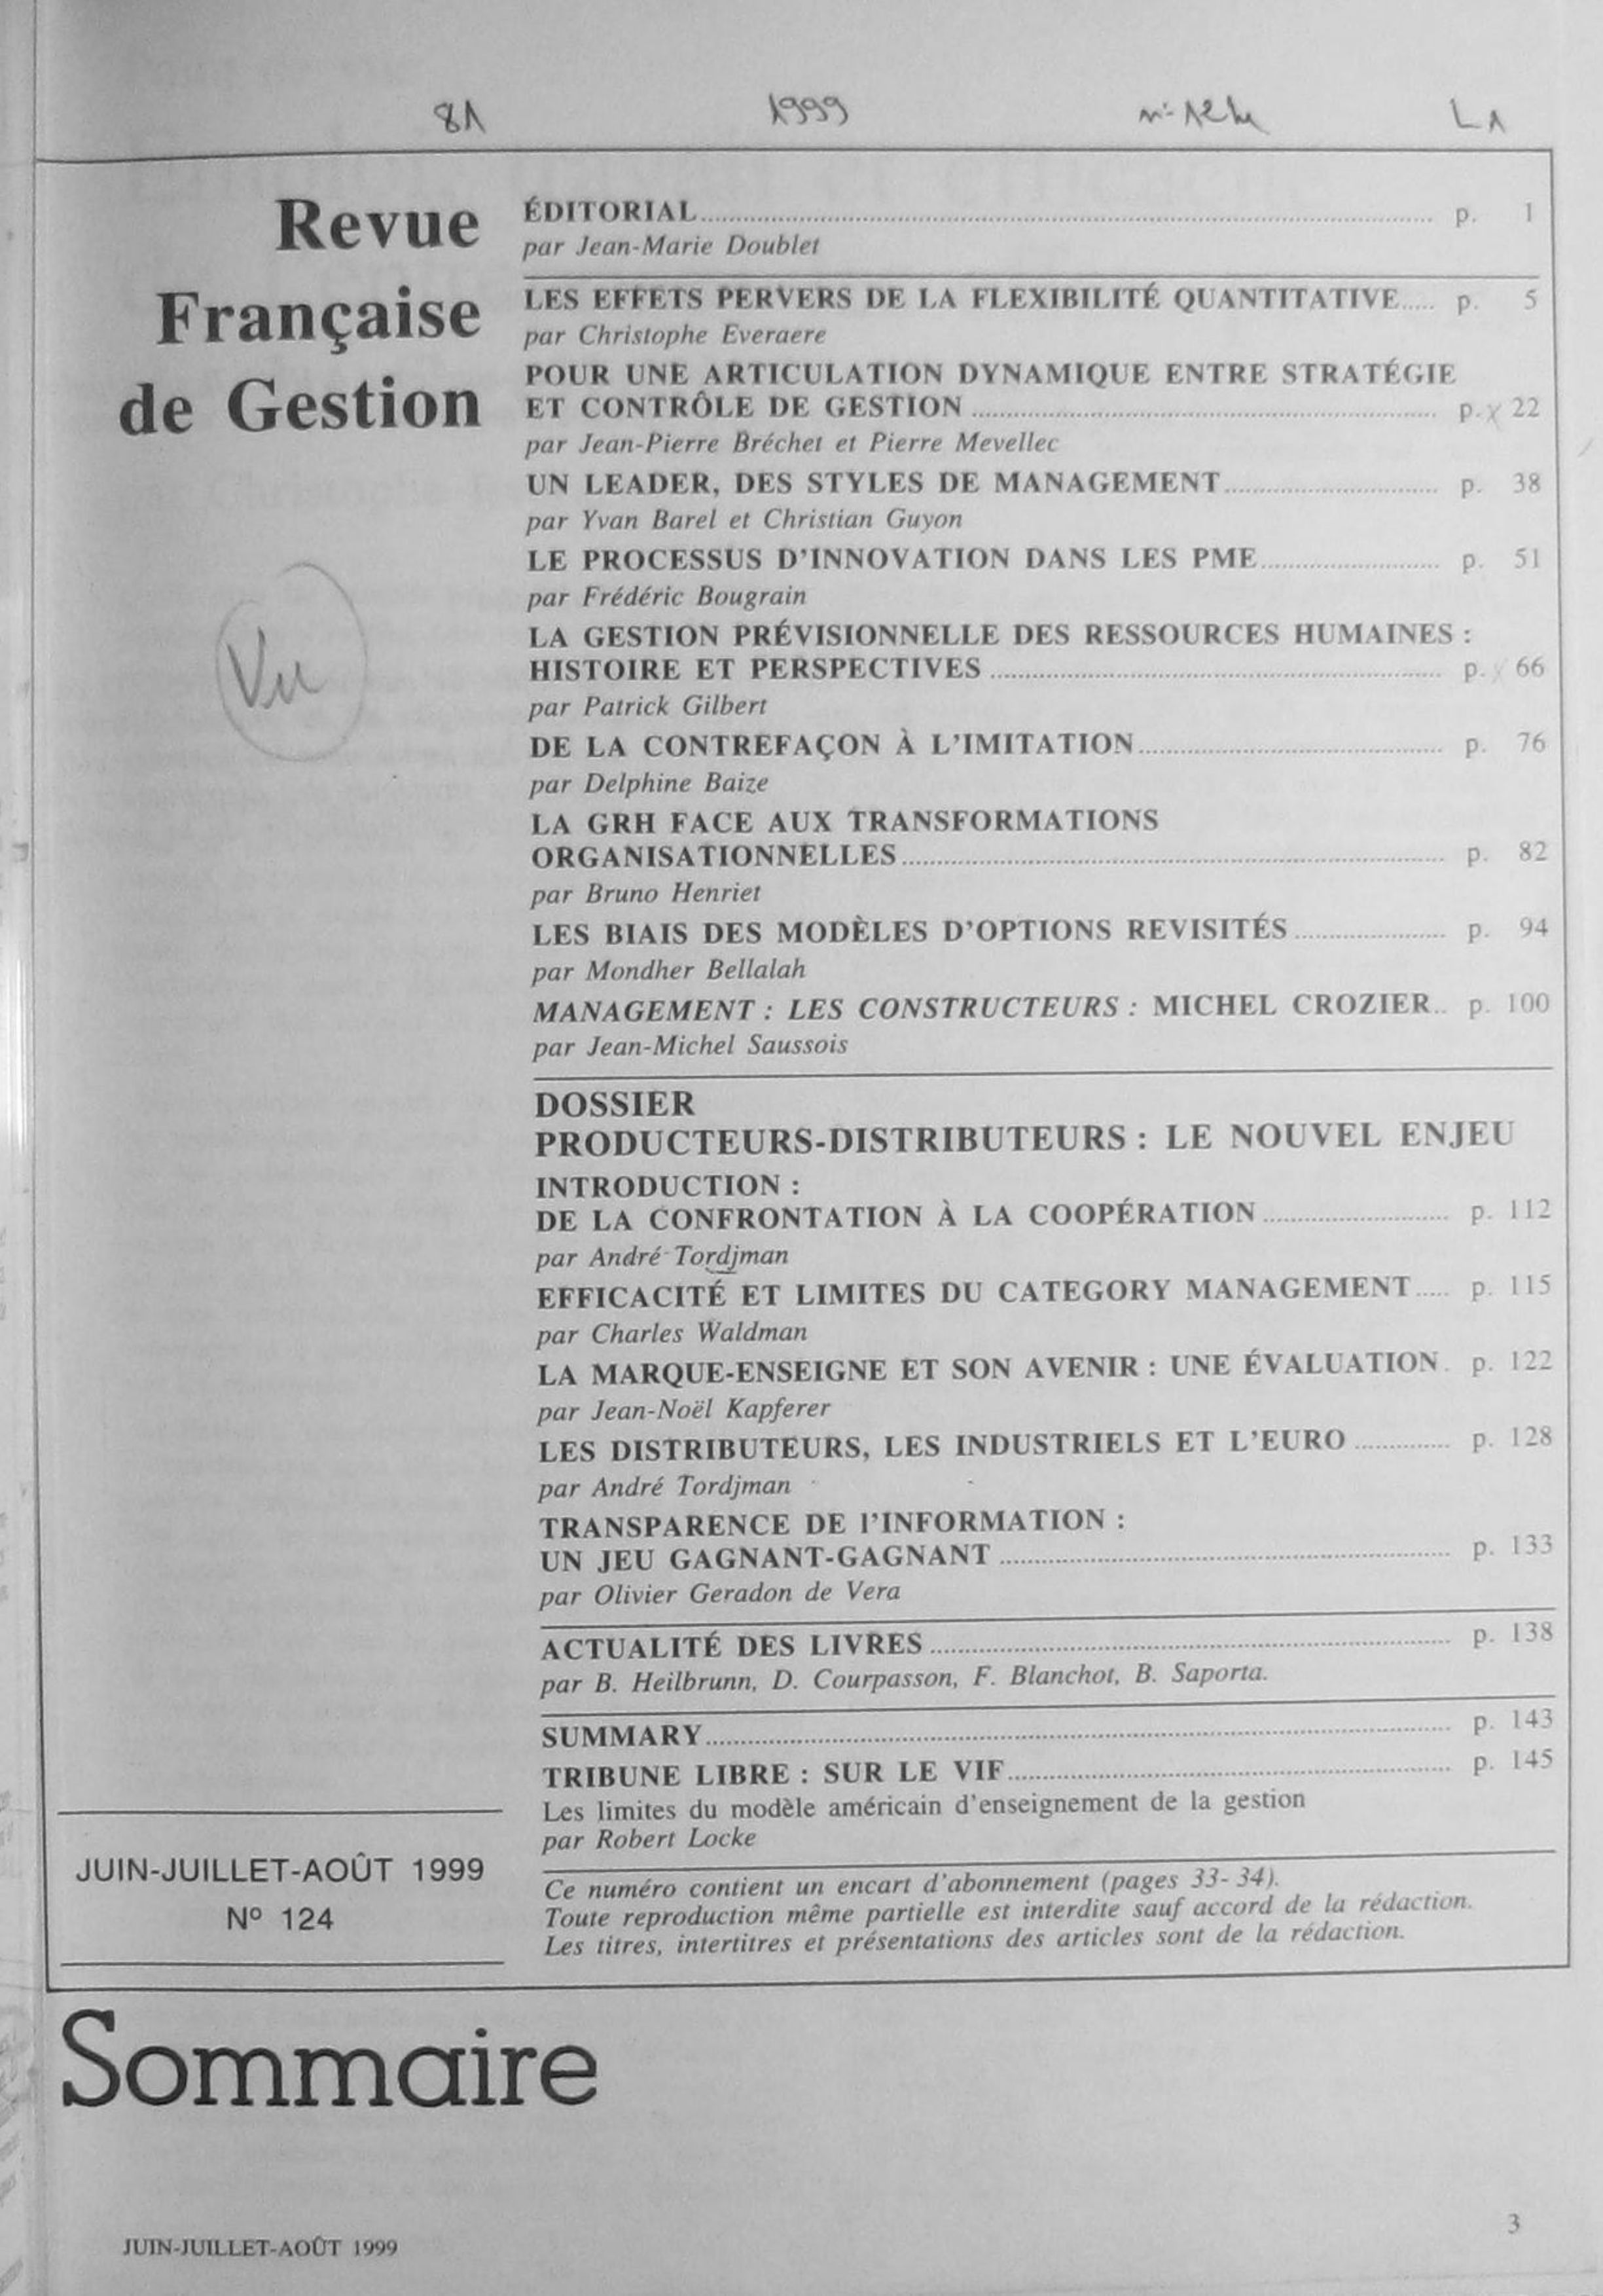 81 1999 n° 124 L1
Revue
Française
de Gestion
Vu
ÉDITORIAL p. 1
par Jean-Marie Doublet
LES EFFETS PERVERS DE LA FLEXIBILITÉ QUANTITATIVE p. 5
par Christophe Everaere
POUR UNE ARTICULATION DYNAMIQUE ENTRE STRATÉGIE
ET CONTRÔLE DE GESTION p. x 22
par Jean-Pierre Bréchet et Pierre Mevellec
UN LEADER, DES STYLES DE MANAGEMENT p. 38
par Yvan Barel et Christian Guyon
LE PROCESSUS D'INNOVATION DANS LES PME p. 51
par Frédéric Bougrain
LA GESTION PRÉVISIONNELLE DES RESSOURCES HUMAINES :
HISTOIRE ET PERSPECTIVES p. x 66
par Patrick Gilbert
DE LA CONTREFAÇON À L'IMITATION p. 76
par Delphine Baize
LA GRH FACE AUX TRANSFORMATIONS
ORGANISATIONNELLES p. 82
par Bruno Henriet
LES BIAIS DES MODÈLES D'OPTIONS REVISITÉS p. 94
par Mondher Bellalah
MANAGEMENT : LES CONSTRUCTEURS : MICHEL CROZIER p. 100
par Jean-Michel Saussois
DOSSIER
PRODUCTEURS-DISTRIBUTEURS : LE NOUVEL ENJEU
INTRODUCTION :
DE LA CONFRONTATION À LA COOPÉRATION p. 112
par André Tordjman
EFFICACITÉ ET LIMITES DU CATEGORY MANAGEMENT p. 115
par Charles Waldman
LA MARQUE-ENSEIGNE ET SON AVENIR : UNE ÉVALUATION p. 122
par Jean-Noël Kapferer
LES DISTRIBUTEURS, LES INDUSTRIELS ET L'EURO p. 128
par André Tordjman
TRANSPARENCE DE l'INFORMATION :
UN JEU GAGNANT-GAGNANT p. 133
par Olivier Geradon de Vera
ACTUALITÉ DES LIVRES p. 138
par B. Heilbrunn, D. Courpasson, F. Blanchot, B. Saporta.
SUMMARY p. 143
TRIBUNE LIBRE : SUR LE VIF p. 145
Les limites du modèle américain d'enseignement de la gestion
par Robert Locke
Ce numéro contient un encart d'abonnement (pages 33-34).
Toute reproduction même partielle est interdite sauf accord de la rédaction.
Les titres, intertitres et présentations des articles sont de la rédaction.
JUIN-JUILLET-AOÛT 1999
Nº 124
Sommaire
JUIN-JUILLET-AOÛT 1999
3